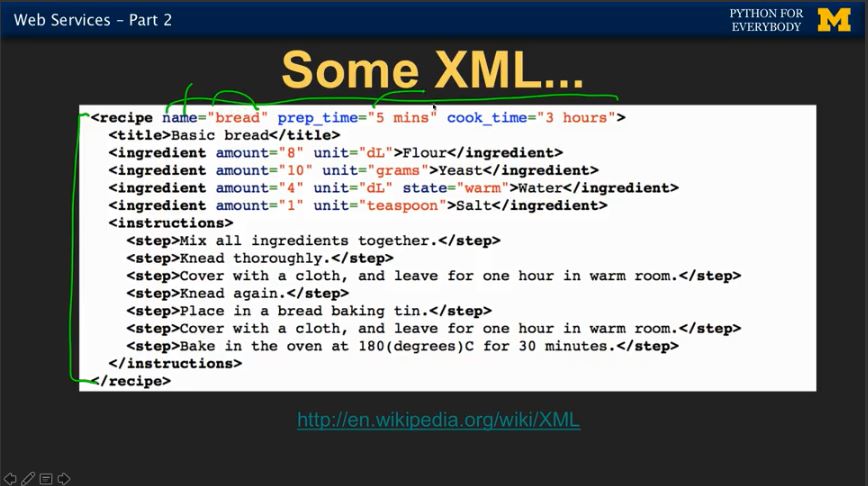 Web Services - Part 2
PYTHON FOR
EVERYBODY
M
Some XML...
<recipe name="bread" prep_time="5 mins" cook_time="3 hours">
<title>Basic bread</title>
<ingredient amount="8" unit="dL">Flour</ingredient>
<ingredient amount="10" unit="grams">Yeast</ingredient>
<ingredient amount="4" unit="dL" state="warm">Water</ingredient>
<ingredient amount="1" unit="teaspoon">Salt</ingredient>
<instructions>
<step>Mix all ingredients together.</step>
<step>Knead thoroughly.</step>
<step>Cover with a cloth, and leave for one hour in warm room.</step>
<step>Knead again.</step>
<step>Place in a bread baking tin.</step>
<step>Cover with a cloth, and leave for one hour in warm room.</step>
<step>Bake in the oven at 180(degrees)C for 30 minutes.</step>
</instructions>
</recipe>
http://en.wikipedia.org/wiki/XML